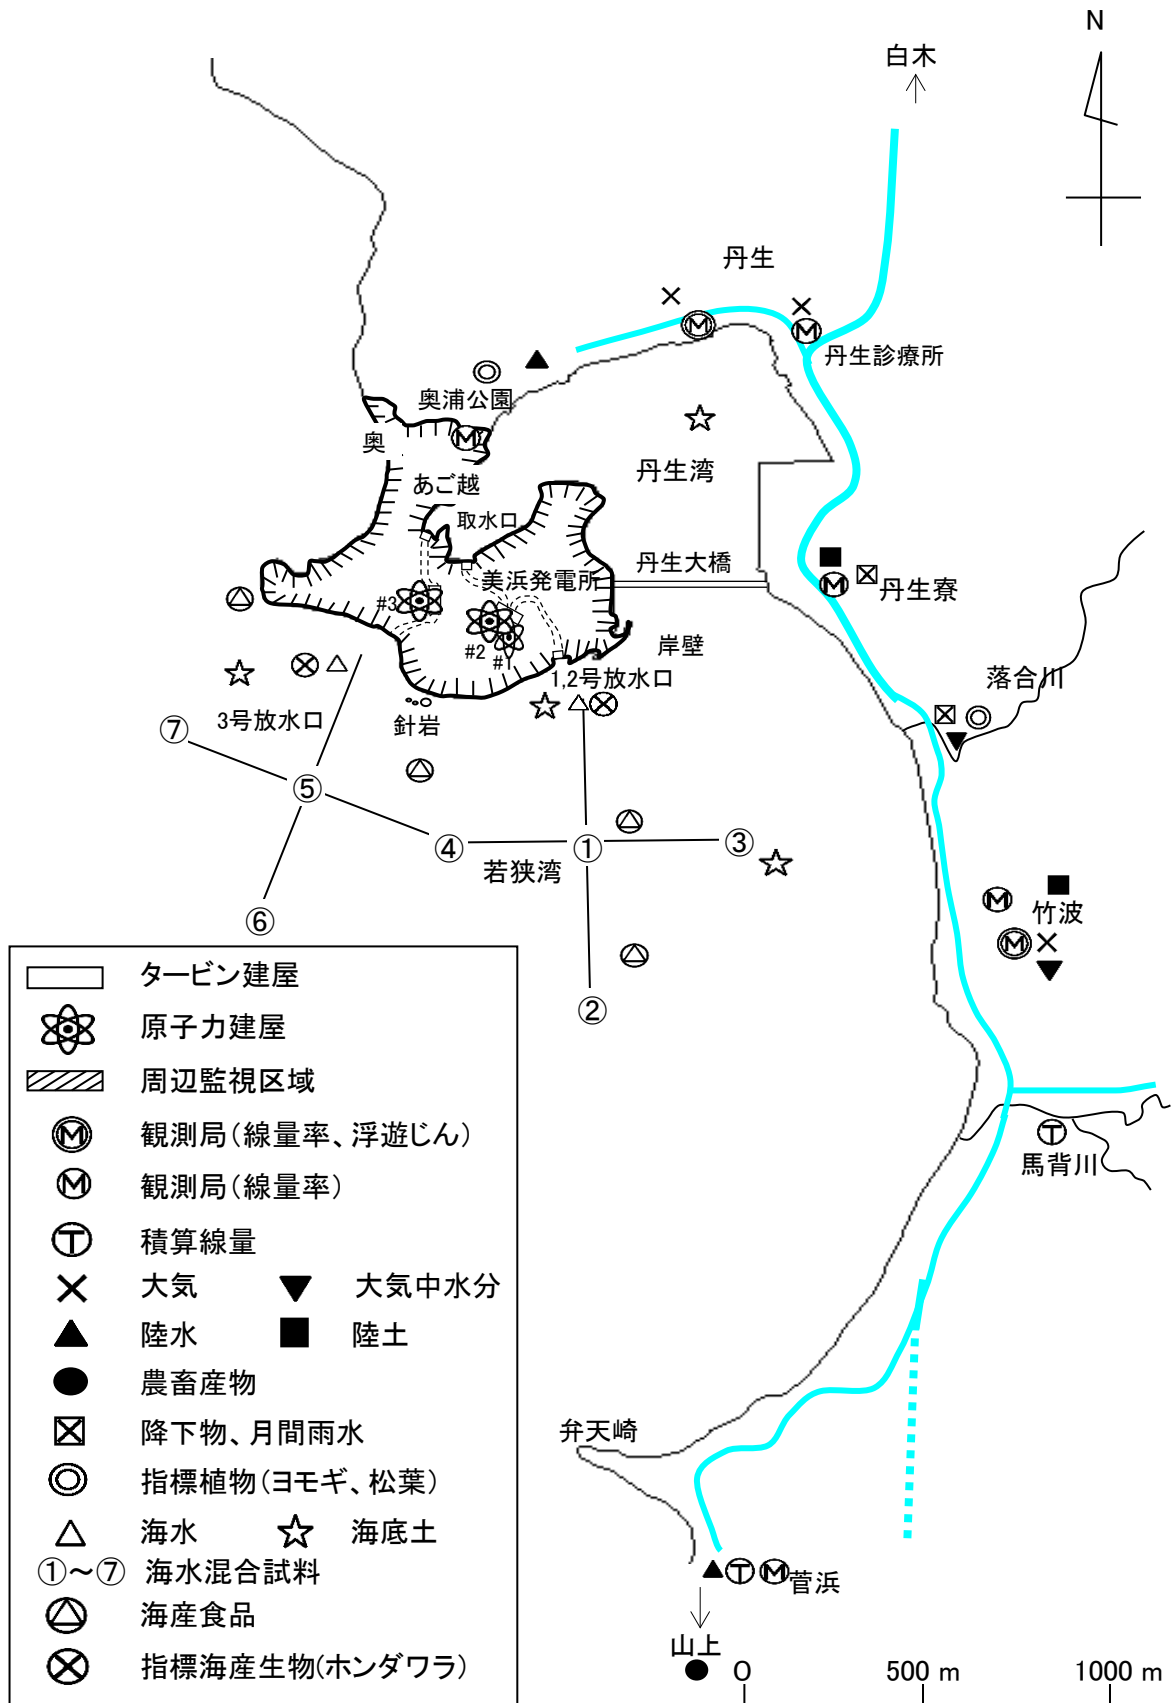 N
白木
丹生
丹生診療所
奥浦公園
奥
あご越
丹生湾
取水口
丹生大橋
美浜発電所
#3
#2
#1
丹生寮
岸壁
1,2号放水口
落合川
3号放水口
針岩
⑦
⑤
④
①
③
若狭湾
⑥
②
竹波
馬背川
弁天崎
菅浜
山上
タービン建屋
原子力建屋
周辺監視区域
M 観測局(線量率、浮遊じん)
M 観測局(線量率)
T 積算線量
大気 大気中水分
陸水 陸土
農畜産物
降下物、月間雨水
指標植物(ヨモギ、松葉)
海水 海底土
①~⑦ 海水混合試料
海産食品
指標海産生物(ホンダワラ)
O 500 m 1000 m